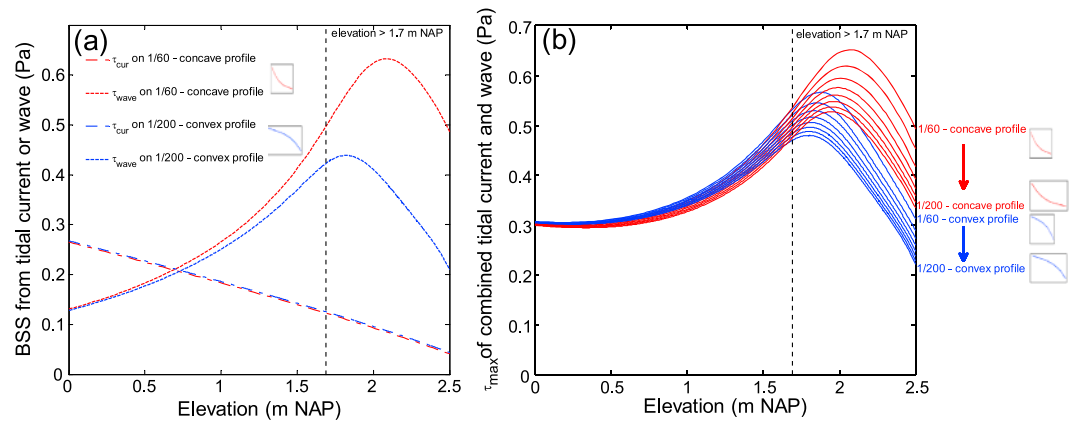 (a)
elevation > 1.7 m NAP
τcur on 1/60 - concave profile
τwave on 1/60 - concave profile
τcur on 1/200 - convex profile
τwave on 1/200 - convex profile
BSS from tidal current or wave (Pa)
0.6
0.5
0.4
0.3
0.2
0.1
0
0
0.5
1
1.5
2
2.5
Elevation (m NAP)
(b)
elevation > 1.7 m NAP
τmax of combined tidal current and wave (Pa)
0.7
0.6
0.5
0.4
0.3
0.2
0.1
0
0.0
0.5
1.0
1.5
2.0
2.5
Elevation (m NAP)
1/60 - concave profile
1/200 - concave profile
1/60 - convex profile
1/200 - convex profile